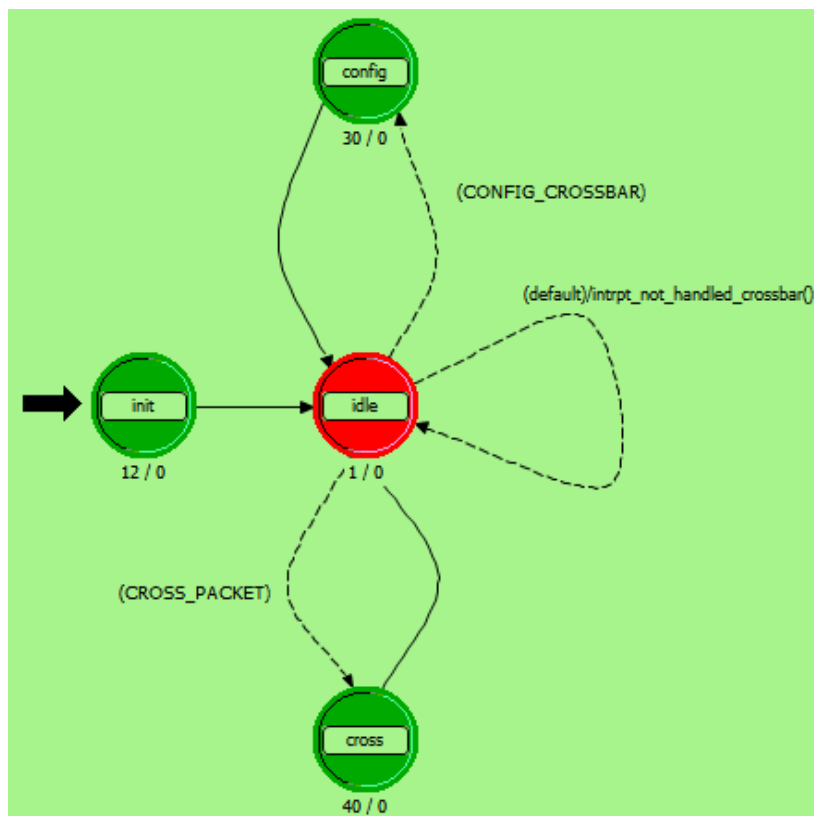 config
30 / 0
(CONFIG_CROSSBAR)
(default)/intrpt_not_handled_crossbar()
init
idle
12 / 0
1 / 0
(CROSS_PACKET)
cross
40 / 0